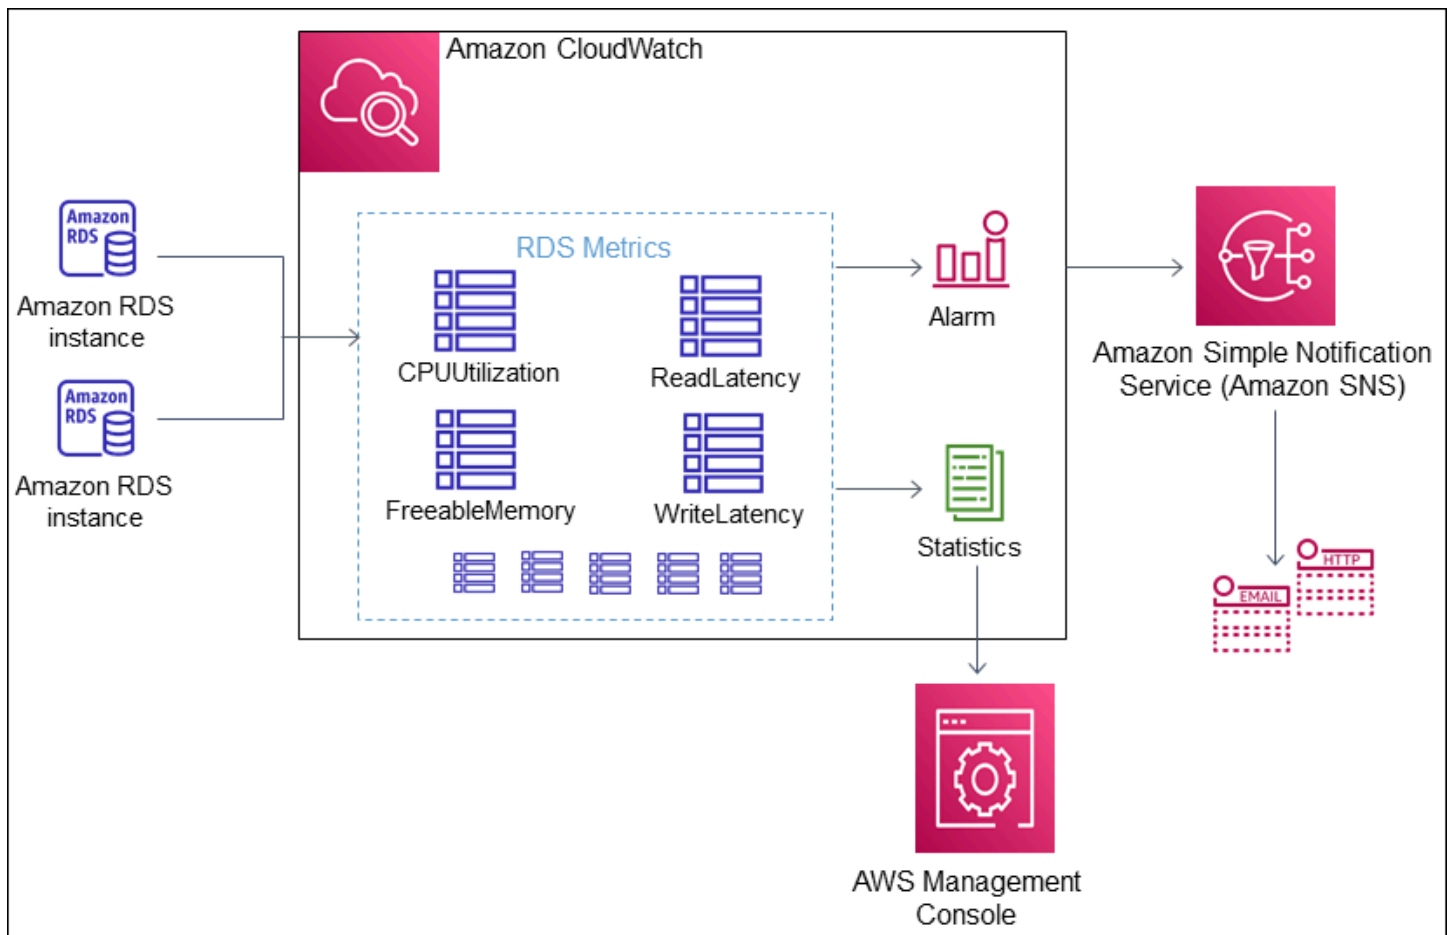 Amazon CloudWatch
Amazon
RDS
Amazon RDS
instance
Amazon
RDS
Amazon RDS
instance
RDS Metrics
CPUUtilization
ReadLatency
FreeableMemory
WriteLatency
Alarm
Statistics
Amazon Simple Notification
Service (Amazon SNS)
HTTP
EMAIL
AWS Management
Console